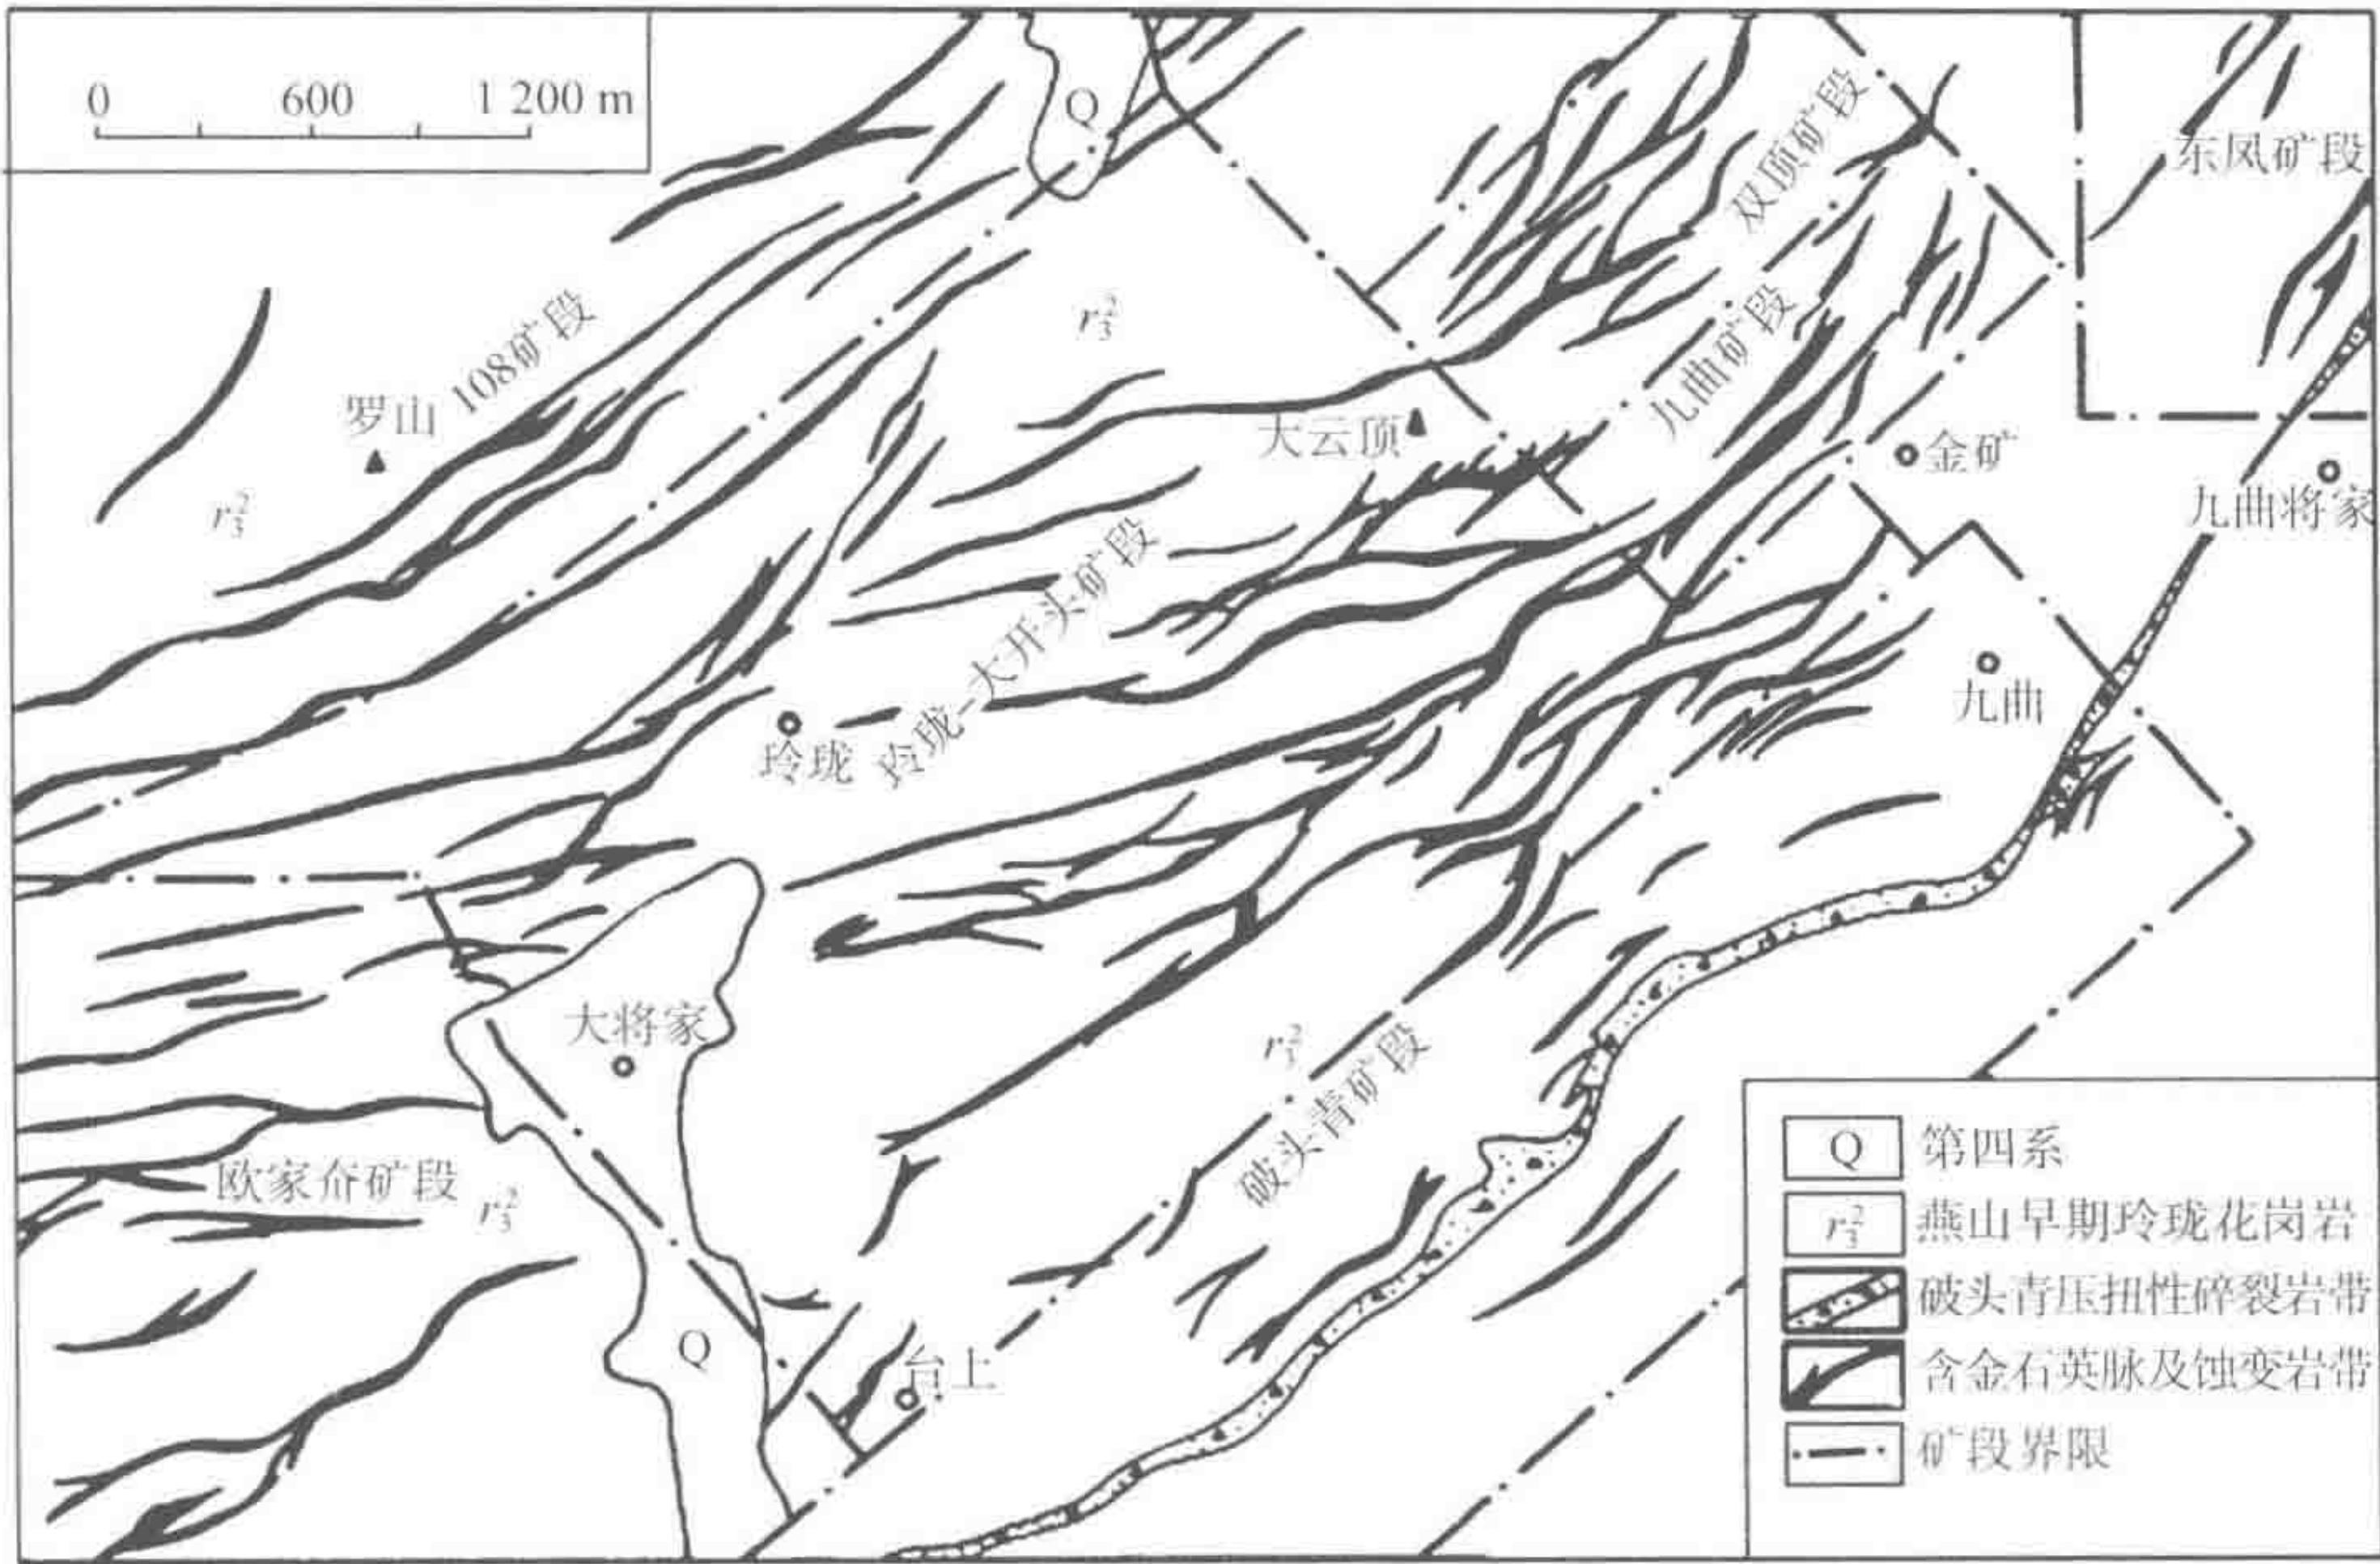 0 600 1 200 m
Q
双顶矿段
东风矿段
r₃²
108矿段
罗山
九曲矿段
大云顶
金矿
九曲将家
r₃²
玲珑-大开头矿段
玲珑
九曲
大将家
r₃²
破头青矿段
欧家夼矿段
r₃²
Q
台上
Q 第四系
r₃² 燕山早期玲珑花岗岩
破头青压扭性碎裂岩带
含金石英脉及蚀变岩带
矿段界限